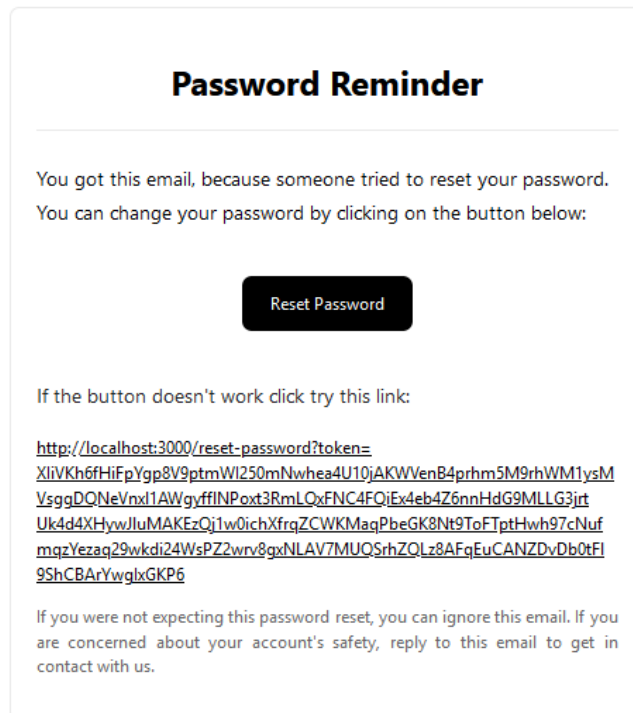 Password Reminder
You got this email, because someone tried to reset your password.
You can change your password by clicking on the button below:
Reset Password
If the button doesn't work click try this link:
http://localhost:3000/reset-password?token=
XIiVKh6fHiFpYgp8V9ptmWI250mNwhea4U10jAKWVenB4prhm5M9rhWM1ysM
VsggDQNeVnxI1AWgyffINPoxt3RmLQxFNC4FQiEx4eb4Z6nnHdG9MLLG3jrt
Uk4d4XHywJIuMAKEzQj1w0ichXfrqZCWKMaqPbeGK8Nt9ToFTptHwh97cNuf
mqzYezaq29wkdi24WsPZ2wrv8gxNLAV7MUQSrhZQLz8AFqEuCANZDvDb0tFI
9ShCBArYwglxGKP6
If you were not expecting this password reset, you can ignore this email. If you
are concerned about your account's safety, reply to this email to get in
contact with us.